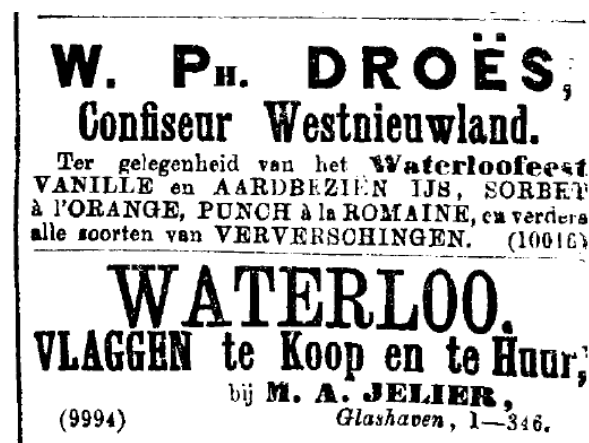 W. PH. DROËS,
Confiseur Westnieuwland.
Ter gelegenheid van het Waterloofeest
VANILLE en AARDBEZIËN IJS, SORBET
à l'ORANGE, PUNCH à la ROMAINE, en verders
alle soorten van VERVERSCHINGEN. (10016)
WATERLOO.
VLAGGEN te Koop en te Huur,
bij M. A. JELIER,
(9994) Glashaven, 1—346.